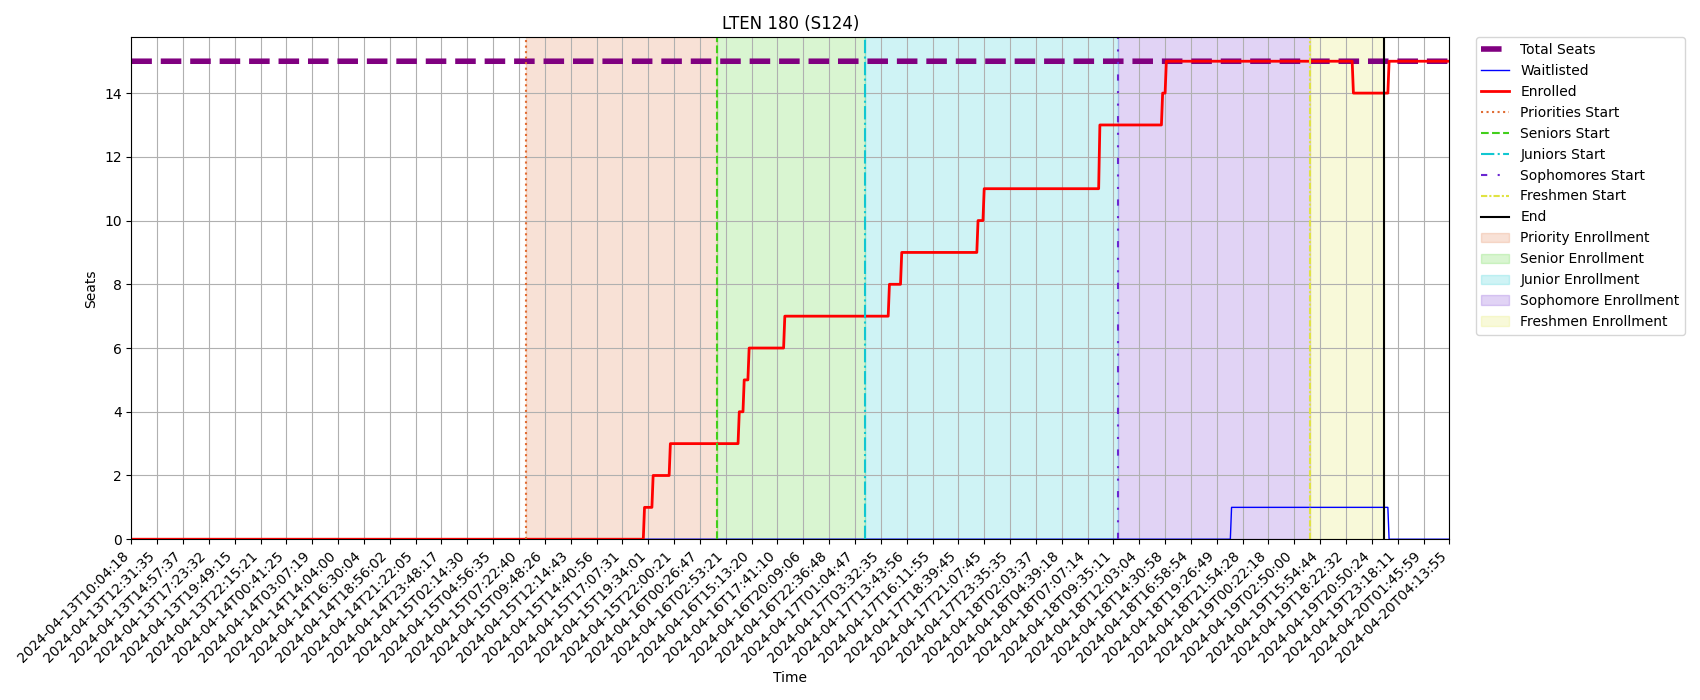 LTEN 180 (S124)
Total Seats
Waitlisted
Enrolled
Priorities Start
Seniors Start
Juniors Start
Sophomores Start
Freshmen Start
End
Priority Enrollment
Senior Enrollment
Junior Enrollment
Sophomore Enrollment
Freshmen Enrollment
Seats
14
12
10
8
6
4
2
0
2024-04-13T10:04:18
2024-04-13T12:31:35
2024-04-13T14:57:37
2024-04-13T17:23:32
2024-04-13T19:49:15
2024-04-13T22:15:21
2024-04-14T00:41:25
2024-04-14T03:07:19
2024-04-14T14:04:00
2024-04-14T16:30:04
2024-04-14T18:56:02
2024-04-14T21:22:05
2024-04-14T23:48:17
2024-04-15T02:14:30
2024-04-15T04:56:35
2024-04-15T07:22:40
2024-04-15T09:48:26
2024-04-15T12:14:43
2024-04-15T14:40:56
2024-04-15T17:07:31
2024-04-15T19:34:01
2024-04-15T22:00:21
2024-04-16T00:26:47
2024-04-16T02:53:21
2024-04-16T15:13:20
2024-04-16T17:41:10
2024-04-16T20:09:06
2024-04-16T22:36:48
2024-04-17T01:04:47
2024-04-17T03:32:35
2024-04-17T13:43:56
2024-04-17T16:11:55
2024-04-17T18:39:45
2024-04-17T21:07:45
2024-04-17T23:35:35
2024-04-18T02:03:37
2024-04-18T04:39:18
2024-04-18T07:07:14
2024-04-18T09:35:11
2024-04-18T12:03:04
2024-04-18T14:30:58
2024-04-18T16:58:54
2024-04-18T19:26:49
2024-04-18T21:54:28
2024-04-19T00:22:18
2024-04-19T02:50:00
2024-04-19T15:54:44
2024-04-19T18:22:32
2024-04-19T20:50:24
2024-04-19T23:18:11
2024-04-20T01:45:59
2024-04-20T04:13:55
Time